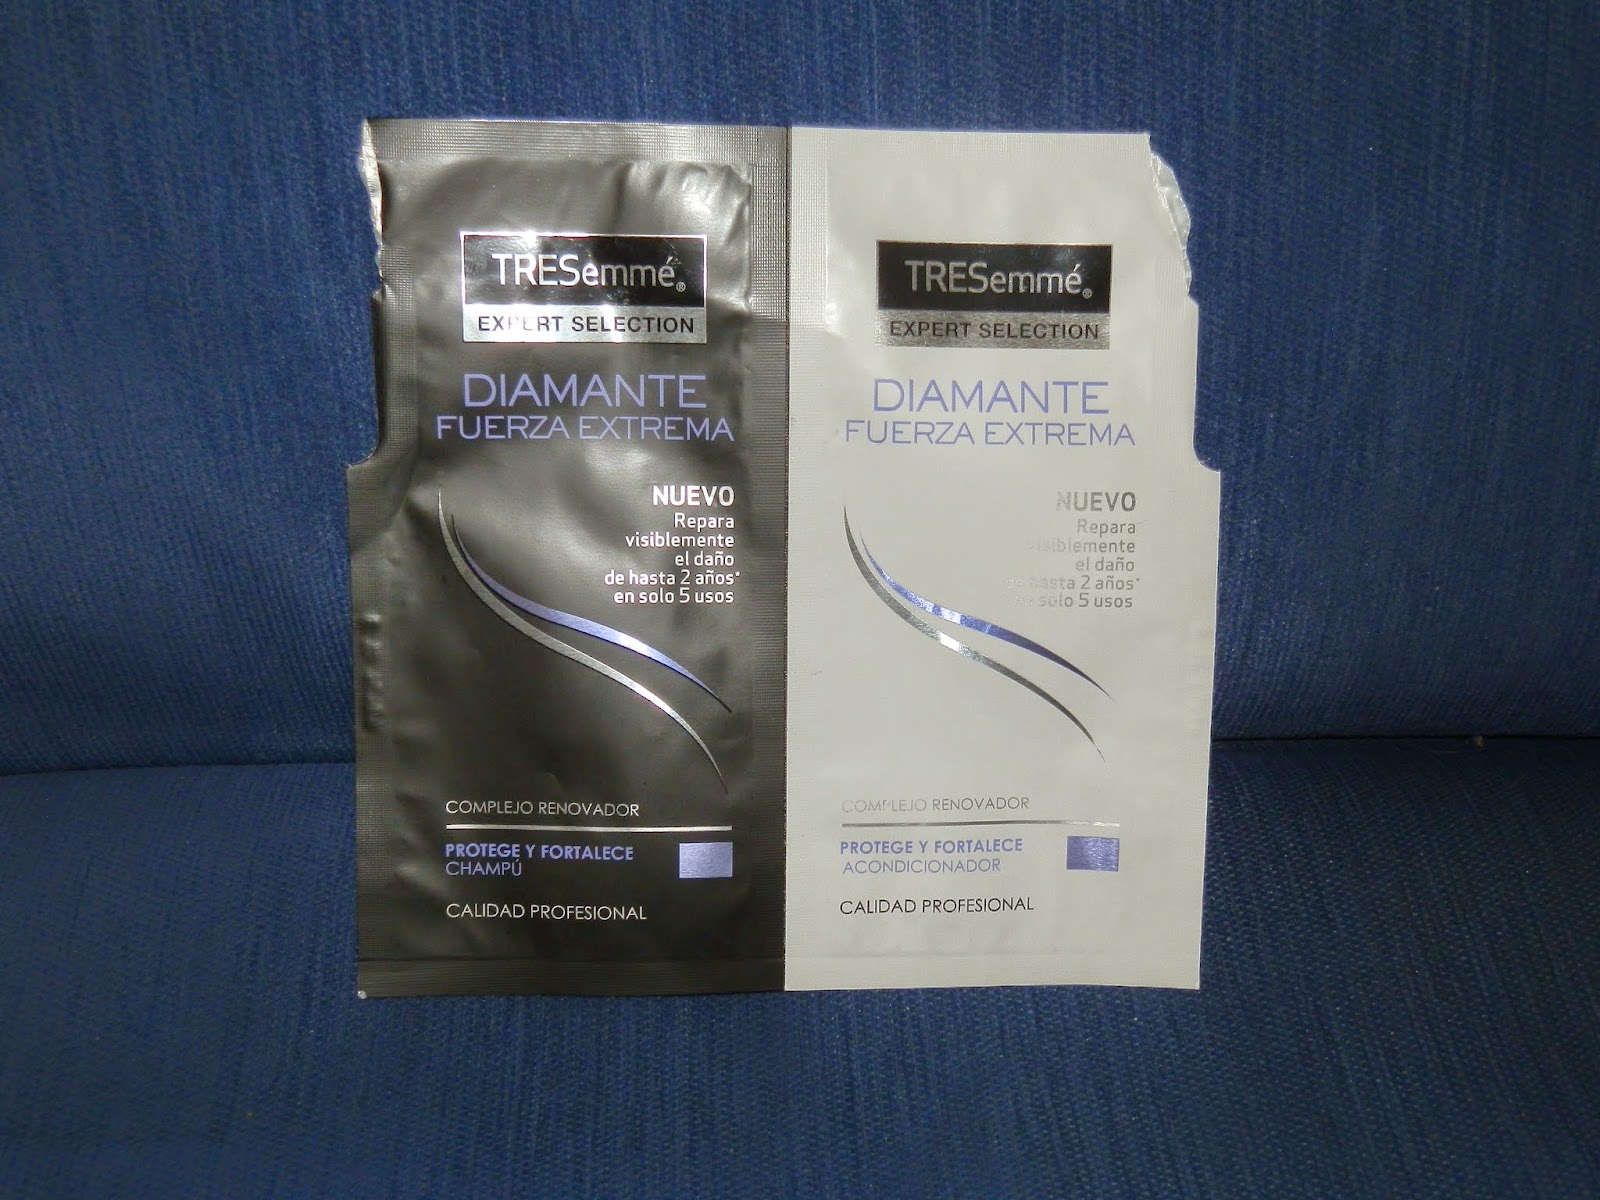 TRESemmé®
EXPERT SELECTION
DIAMANTE
FUERZA EXTREMA
NUEVO
Repara
visiblemente
el daño
de hasta 2 años*
en solo 5 usos
COMPLEJO RENOVADOR
PROTEGE Y FORTALECE
CHAMPÚ
CALIDAD PROFESIONAL
TRESemmé®
EXPERT SELECTION
DIAMANTE
FUERZA EXTREMA
NUEVO
Repara
visiblemente
el daño
de hasta 2 años*
en solo 5 usos
COMPLEJO RENOVADOR
PROTEGE Y FORTALECE
ACONDICIONADOR
CALIDAD PROFESIONAL